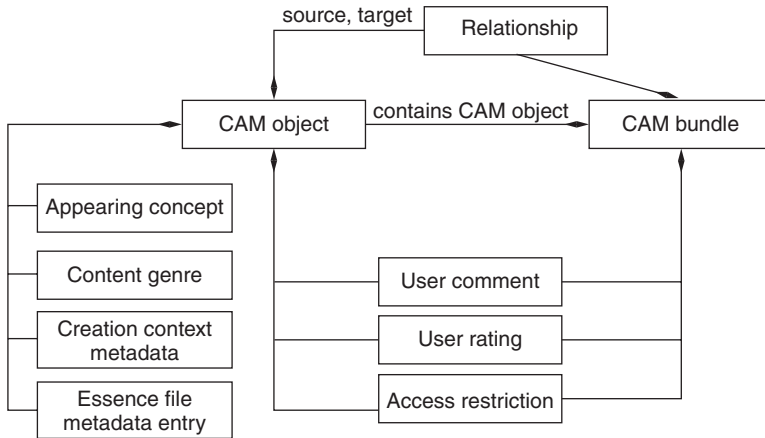 source, target
Relationship
CAM object
contains CAM object
CAM bundle
Appearing concept
Content genre
Creation context
metadata
Essence file
metadata entry
User comment
User rating
Access restriction